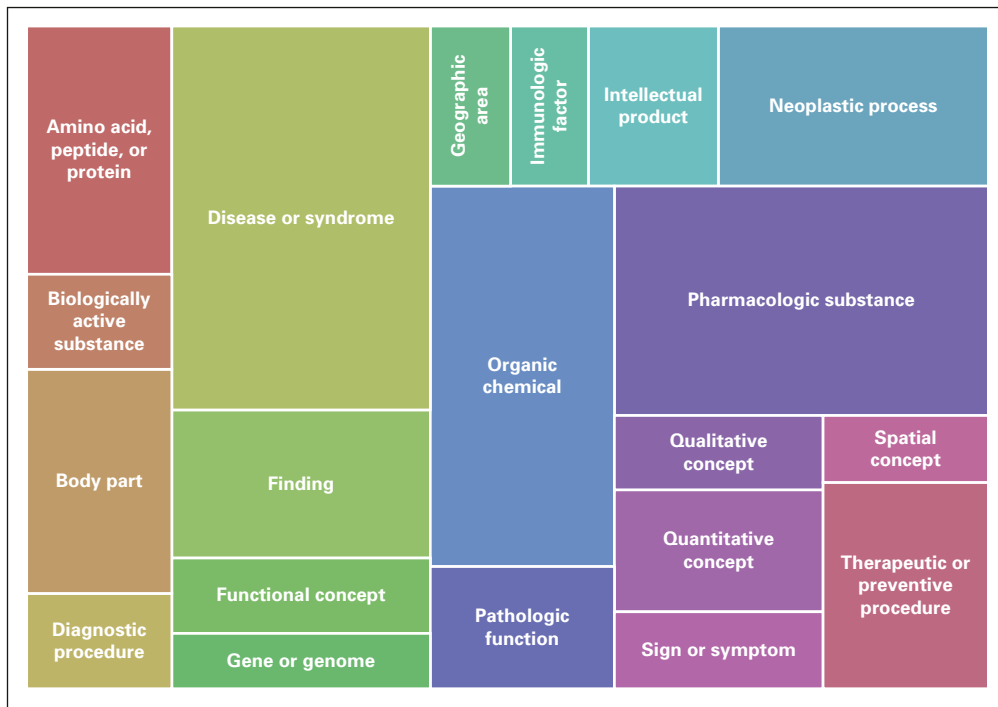 Amino acid,
peptide, or
protein
Biologically
active
substance
Body part
Diagnostic
procedure
Disease or syndrome
Finding
Functional concept
Gene or genome
Geographic
area
Immunologic
factor
Intellectual
product
Neoplastic process
Organic
chemical
Pathologic
function
Pharmacologic substance
Qualitative
concept
Quantitative
concept
Sign or symptom
Spatial
concept
Therapeutic or
preventive
procedure